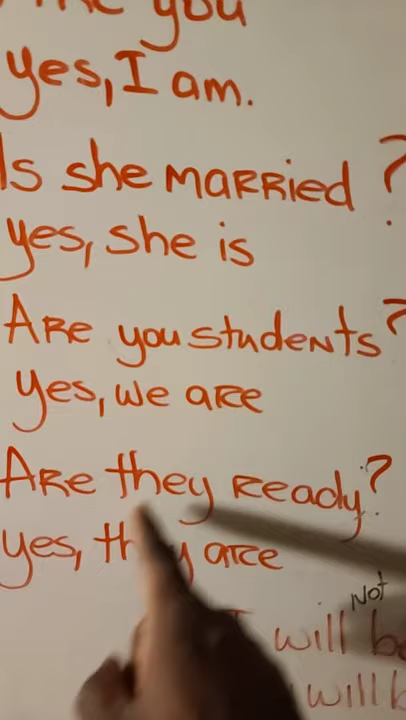 you
yes, I am.
Is she married?
yes, she is
Are you students?
Yes, we are
Are they Ready?
yes, they are
Not
I will be
will b